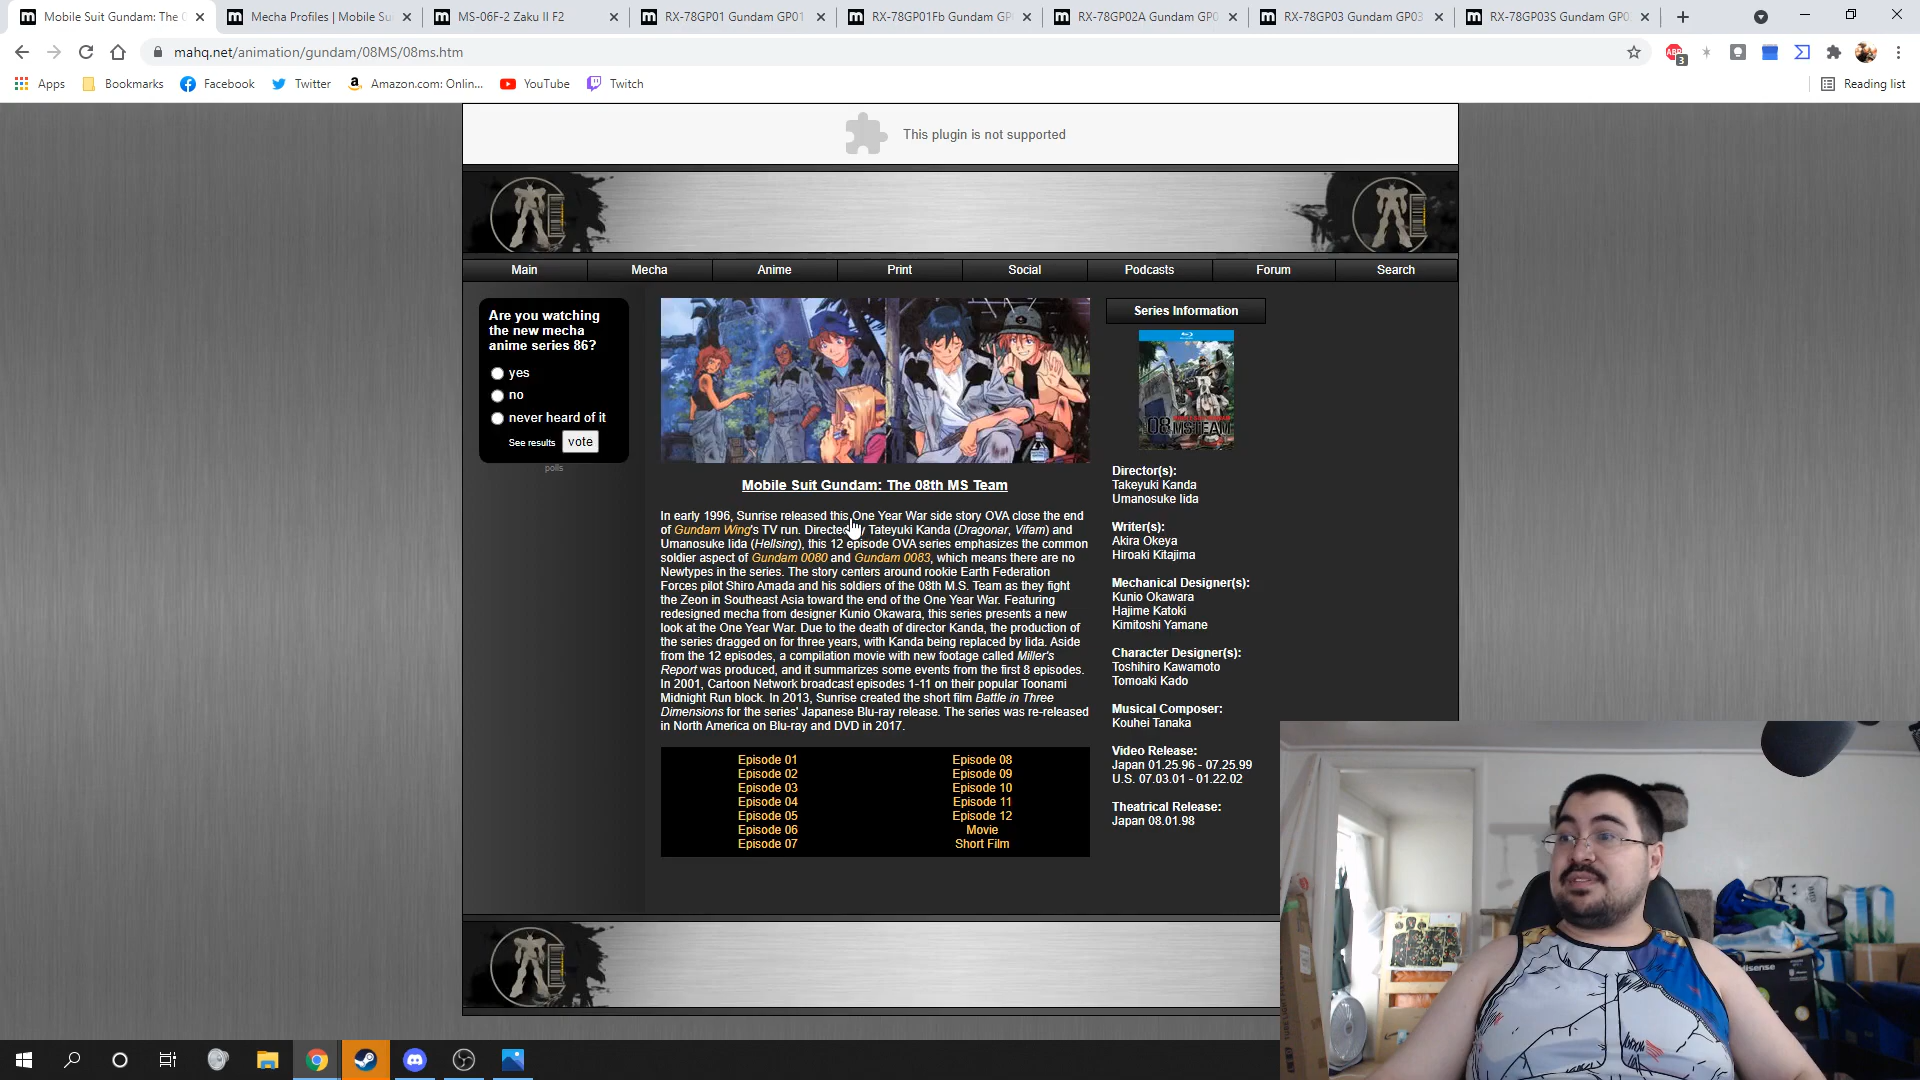 Mobile Suit Gundam: The 0
Mecha Profiles | Mobile Su
MS-06F-2 Zaku II F2
RX-78GP01 Gundam GP01
RX-78GP01Fb Gundam GP
RX-78GP02A Gundam GP0
RX-78GP03 Gundam GP03
RX-78GP03S Gundam GP0
mahq.net/animation/gundam/08MS/08ms.htm
ABP
3
Apps
Bookmarks
Facebook
Twitter
Amazon.com: Onlin...
YouTube
Twitch
Reading list
This plugin is not supported
Main
Mecha
Anime
Print
Social
Podcasts
Forum
Search
Are you watching
the new mecha
anime series 86?
yes
no
never heard of it
See results
vote
polls
Mobile Suit Gundam: The 08th MS Team
In early 1996, Sunrise released this One Year War side story OVA close the end
of Gundam Wing's TV run. Directed Tateyuki Kanda (Dragonar, Vifam) and
Umanosuke Iida (Hellsing), this 12 episode OVA series emphasizes the common
soldier aspect of Gundam 0080 and Gundam 0083, which means there are no
Newtypes in the series. The story centers around rookie Earth Federation
Forces pilot Shiro Amada and his soldiers of the 08th M.S. Team as they fight
the Zeon in Southeast Asia toward the end of the One Year War. Featuring
redesigned mecha from designer Kunio Okawara, this series presents a new
look at the One Year War. Due to the death of director Kanda, the production of
the series dragged on for three years, with Kanda being replaced by Iida. Aside
from the 12 episodes, a compilation movie with new footage called Miller's
Report was produced, and it summarizes some events from the first 8 episodes.
In 2001, Cartoon Network broadcast episodes 1-11 on their popular Toonami
Midnight Run block. In 2013, Sunrise created the short film Battle in Three
Dimensions for the series' Japanese Blu-ray release. The series was re-released
in North America on Blu-ray and DVD in 2017.
Episode 01
Episode 02
Episode 03
Episode 04
Episode 05
Episode 06
Episode 07
Episode 08
Episode 09
Episode 10
Episode 11
Episode 12
Movie
Short Film
Series Information
08 MS TEAM
Director(s):
Takeyuki Kanda
Umanosuke Iida
Writer(s):
Akira Okeya
Hiroaki Kitajima
Mechanical Designer(s):
Kunio Okawara
Hajime Katoki
Kimitoshi Yamane
Character Designer(s):
Toshihiro Kawamoto
Tomoaki Kado
Musical Composer:
Kouhei Tanaka
Video Release:
Japan 01.25.96 - 07.25.99
U.S. 07.03.01 - 01.22.02
Theatrical Release:
Japan 08.01.98